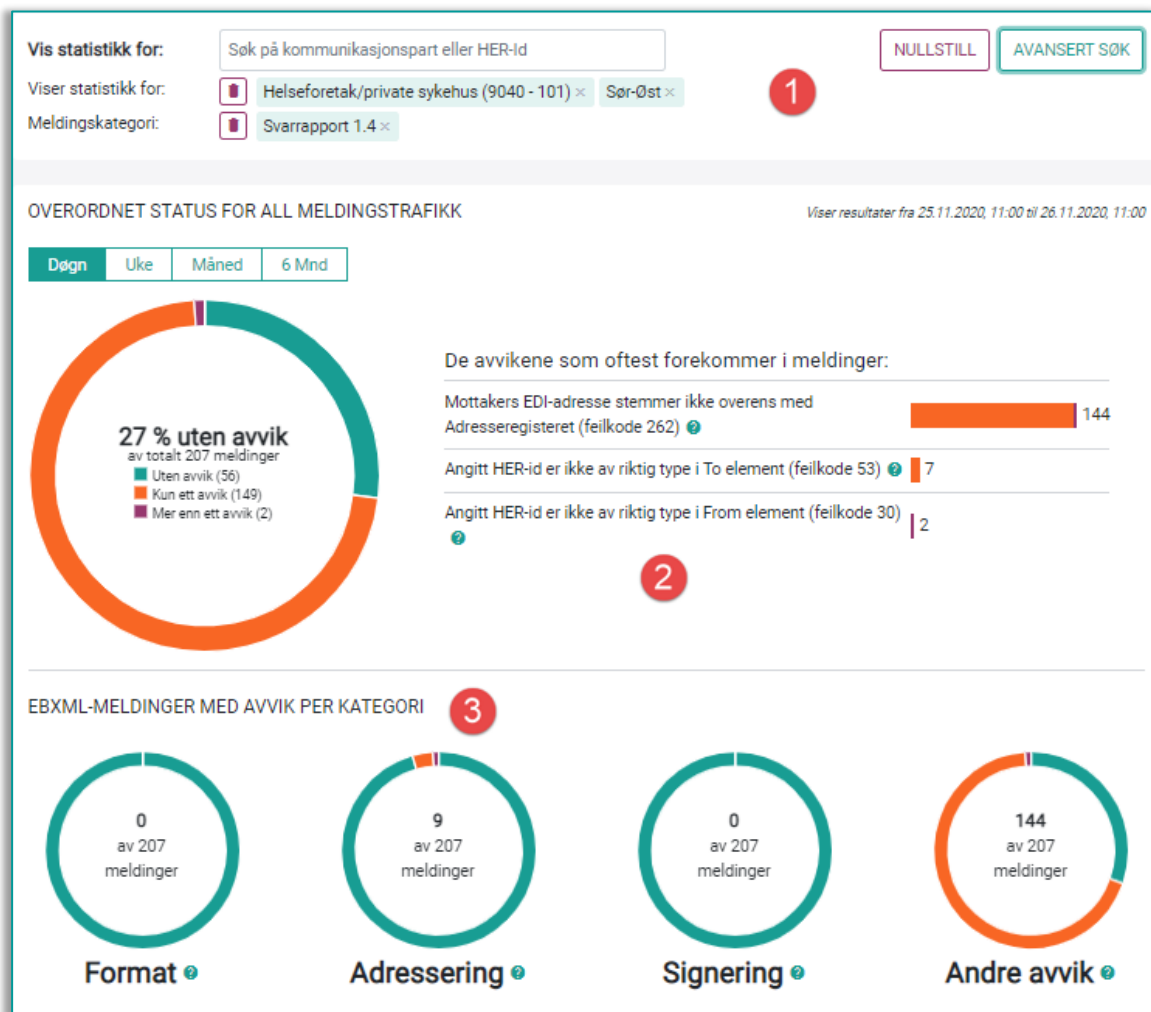 Vis statistikk for:
Søk på kommunikasjonspart eller HER-Id
NULLSTILL
AVANSERT SØK
Viser statistikk for:
Helseforetak/private sykehus (9040 - 101) ×
Sør-Øst ×
1
Meldingskategori:
Svarrapport 1.4 ×
OVERORDNET STATUS FOR ALL MELDINGSTRAFIKK
Viser resultater fra 25.11.2020, 11:00 til 26.11.2020, 11:00
Døgn
Uke
Måned
6 Mnd
27 % uten avvik
av totalt 207 meldinger
Uten avvik (56)
Kun ett avvik (149)
Mer enn ett avvik (2)
De avvikene som oftest forekommer i meldinger:
Mottakers EDI-adresse stemmer ikke overens med
Adresseregisteret (feilkode 262) ?
144
Angitt HER-id er ikke av riktig type i To element (feilkode 53) ?
7
Angitt HER-id er ikke av riktig type i From element (feilkode 30)
?
2
2
EBXML-MELDINGER MED AVVIK PER KATEGORI
3
0
av 207
meldinger
Format ?
9
av 207
meldinger
Adressering ?
0
av 207
meldinger
Signering ?
144
av 207
meldinger
Andre avvik ?